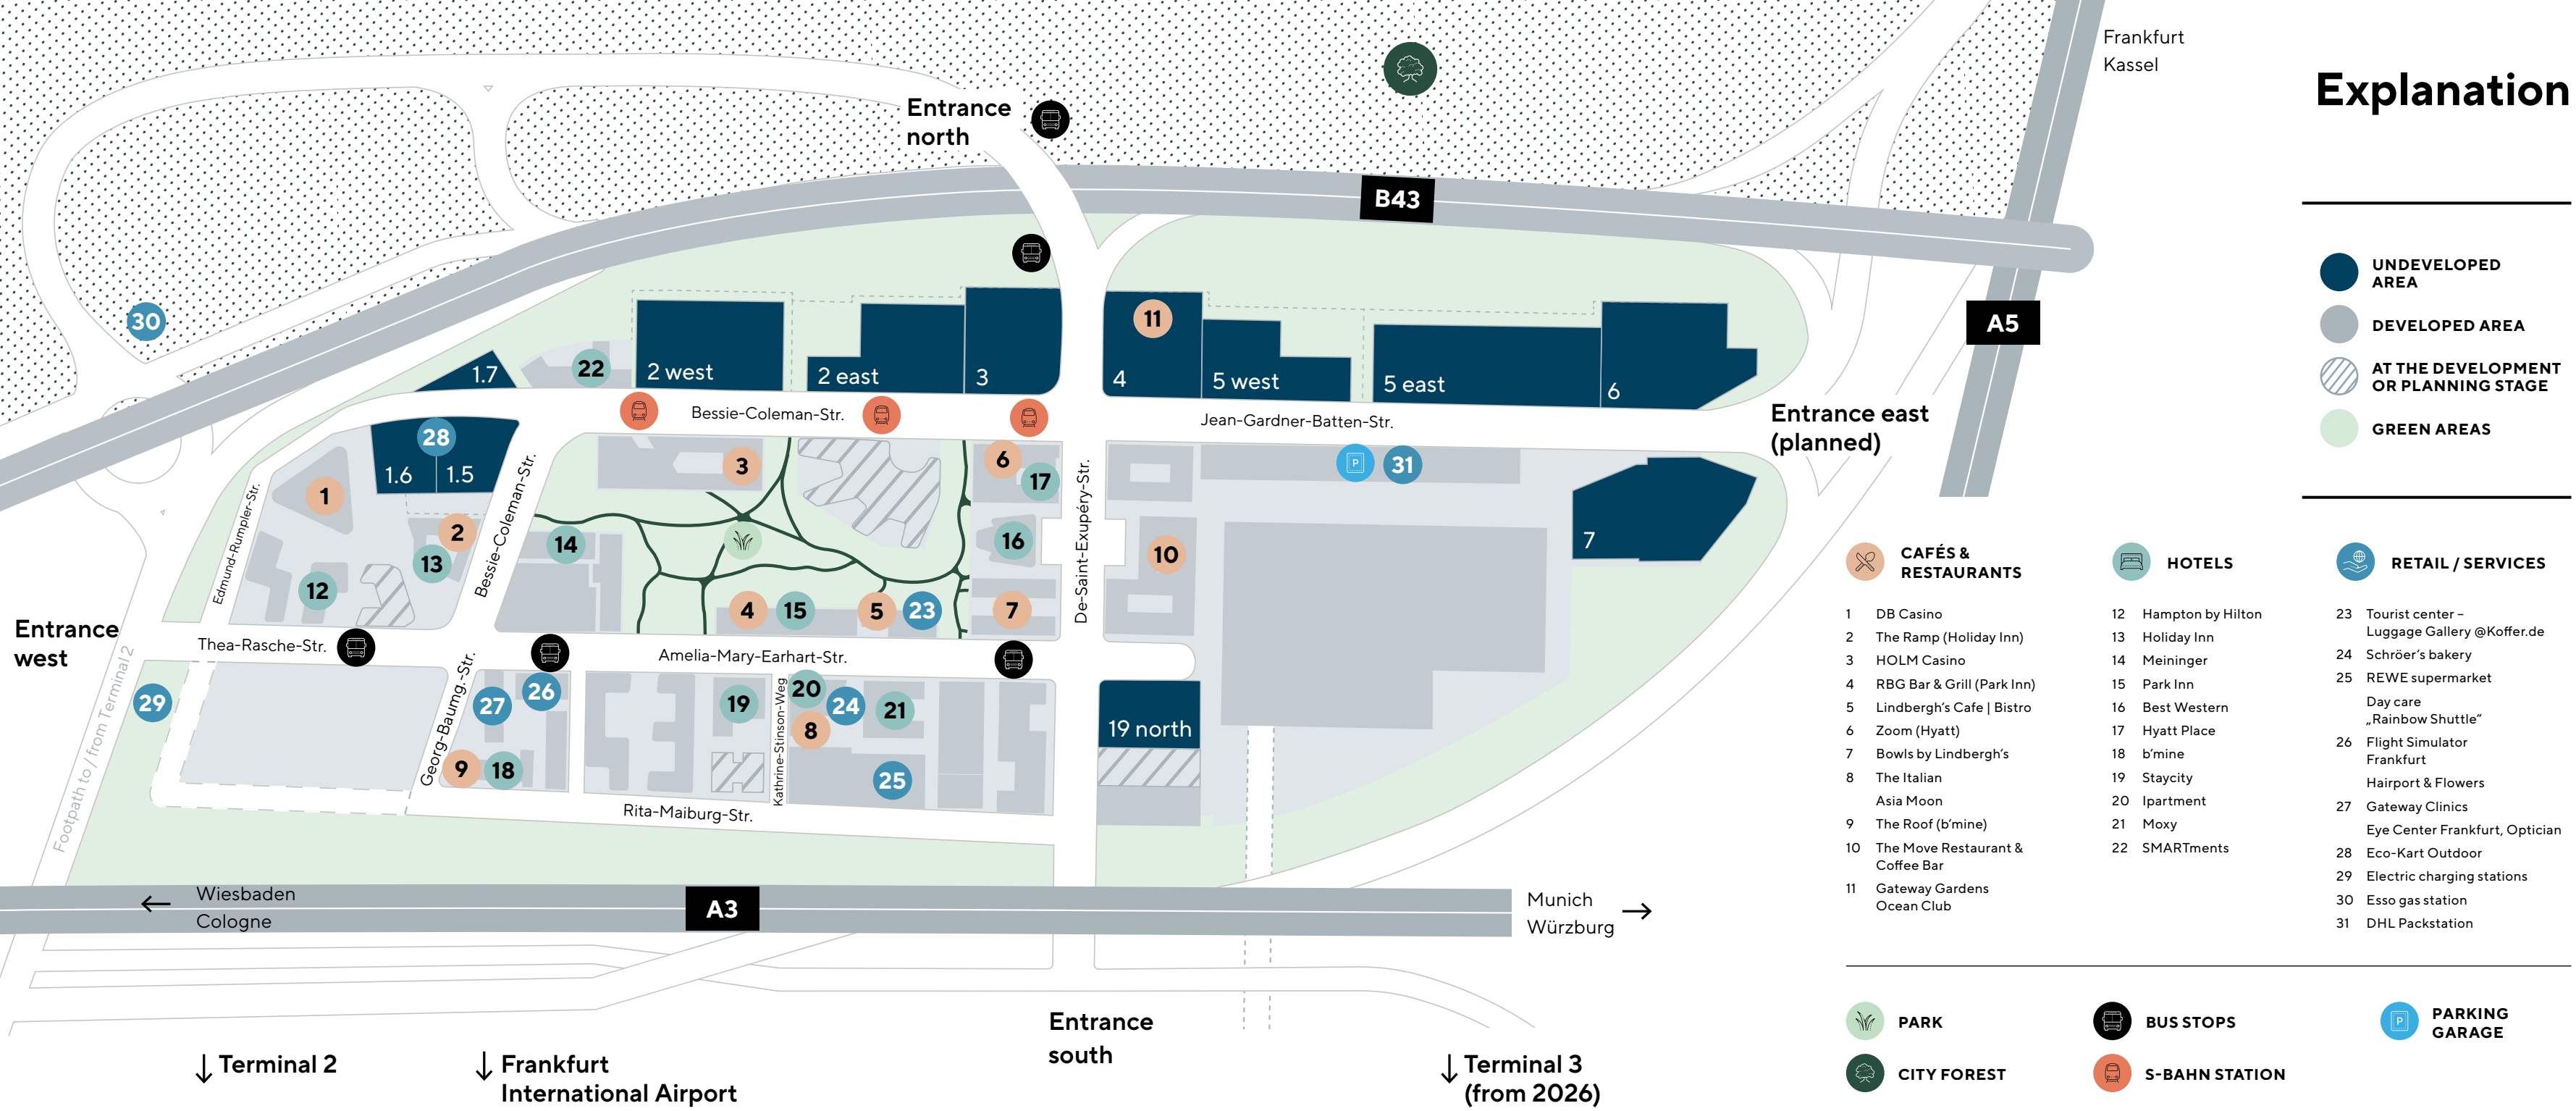 Frankfurt
Kassel
Explanation
Entrance
north
B43
UNDEVELOPED
AREA
DEVELOPED AREA
AT THE DEVELOPMENT
OR PLANNING STAGE
GREEN AREAS
A5
30
11
1.7
22
2 west
2 east
3
4
5 west
5 east
6
Bessie-Coleman-Str.
Jean-Gardner-Batten-Str.
Entrance east
(planned)
28
1.6
1.5
1
2
13
12
Edmund-Rumpler-Str.
Bessie-Coleman-Str.
3
14
6
17
16
4
15
5
23
7
De-Saint-Exupéry-Str.
10
P
31
7
Entrance
west
Thea-Rasche-Str.
Amelia-Mary-Earhart-Str.
Footpath to / from Terminal 2
29
Georg-Baumg.-Str.
27
26
9
18
19
Kathrine-Stinson-Weg
20
24
21
8
25
19 north
Rita-Maiburg-Str.
Wiesbaden
Cologne
A3
Munich
Würzburg
Entrance
south
Terminal 2
Frankfurt
International Airport
Terminal 3
(from 2026)
CAFÉS &
RESTAURANTS
1 DB Casino
2 The Ramp (Holiday Inn)
3 HOLM Casino
4 RBG Bar & Grill (Park Inn)
5 Lindbergh's Cafe | Bistro
6 Zoom (Hyatt)
7 Bowls by Lindbergh's
8 The Italian
Asia Moon
9 The Roof (b'mine)
10 The Move Restaurant &
Coffee Bar
11 Gateway Gardens
Ocean Club
HOTELS
12 Hampton by Hilton
13 Holiday Inn
14 Meininger
15 Park Inn
16 Best Western
17 Hyatt Place
18 b'mine
19 Staycity
20 Ipartment
21 Moxy
22 SMARTments
RETAIL / SERVICES
23 Tourist center –
Luggage Gallery @Koffer.de
24 Schröer's bakery
25 REWE supermarket
Day care
„Rainbow Shuttle"
26 Flight Simulator
Frankfurt
Hairport & Flowers
27 Gateway Clinics
Eye Center Frankfurt, Optician
28 Eco-Kart Outdoor
29 Electric charging stations
30 Esso gas station
31 DHL Packstation
PARK
BUS STOPS
P
PARKING
GARAGE
CITY FOREST
S-BAHN STATION